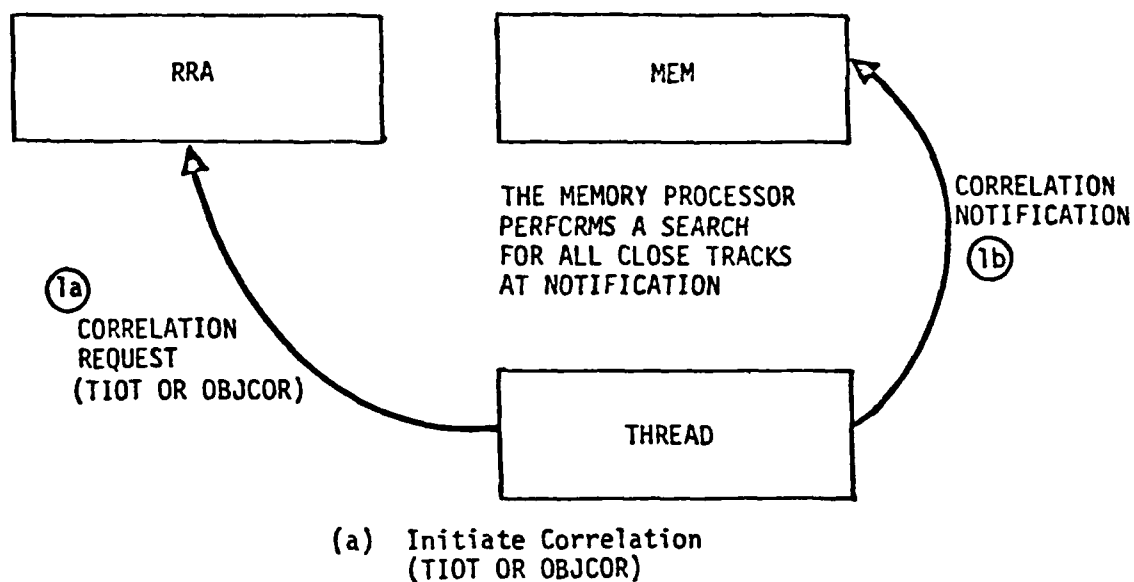 RRA
MEM
THE MEMORY PROCESSOR
PERFCRMS A SEARCH
FOR ALL CLOSE TRACKS
AT NOTIFICATION
CORRELATION
NOTIFICATION
1b
1a
CORRELATION
REQUEST
(TIOT OR OBJCOR)
THREAD
(a) Initiate Correlation
(TIOT OR OBJCOR)